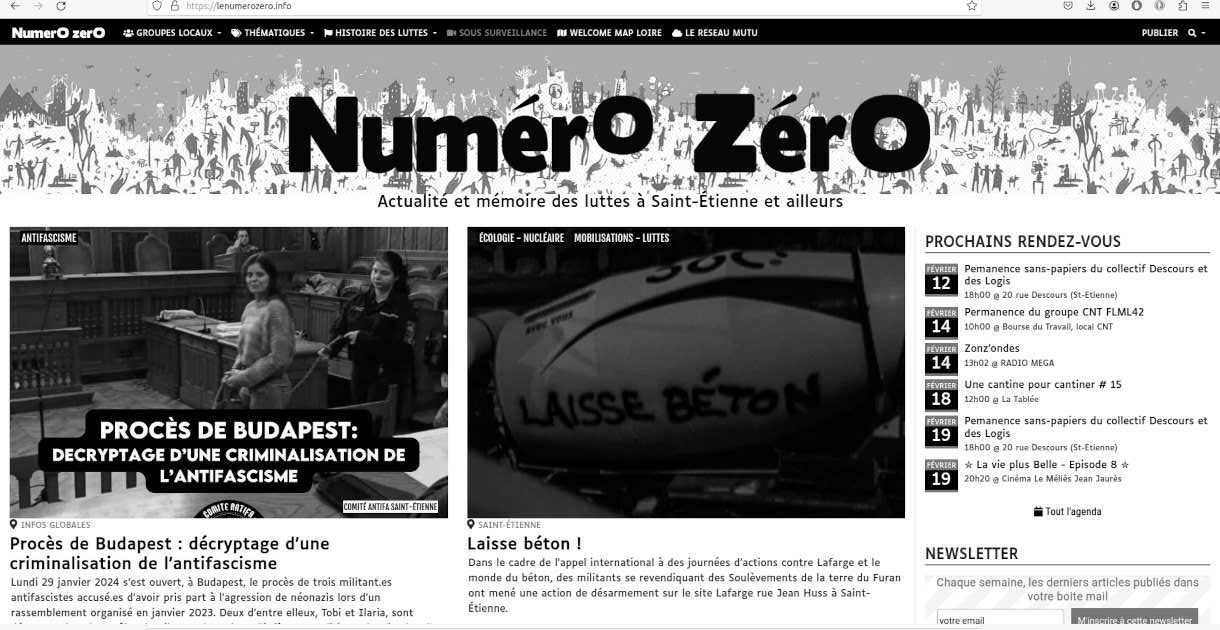 https://lenumerozero.info
NumerO zerO
GROUPES LOCAUX
THÉMATIQUES
HISTOIRE DES LUTTES
SOUS SURVEILLANCE
WELCOME MAP LOIRE
LE RESEAU MUTU
PUBLIER
NumérO ZérO
Actualité et mémoire des luttes à Saint-Étienne et ailleurs
ANTIFASCISME
PROCÈS DE BUDAPEST:
DECRYPTAGE D'UNE CRIMINALISATION DE
L'ANTIFASCISME
COMITE ANTIFA
COMITÉ ANTIFA SAINT-ÉTIENNE
INFOS GLOBALES
Procès de Budapest : décryptage d'une
criminalisation de l'antifascisme
Lundi 29 janvier 2024 s'est ouvert, à Budapest, le procès de trois militant.es
antifascistes accusé.es d'avoir pris part à l'agression de néonazis lors d'un
rassemblement organisé en janvier 2023. Deux d'entre elleux, Tobi et Ilaria, sont
ÉCOLOGIE - NUCLÉAIRE
MOBILISATIONS - LUTTES
AVEC VOUS
LAISSE BÉTON
SAINT-ÉTIENNE
Laisse béton !
Dans le cadre de l'appel international à des journées d'actions contre Lafarge et le
monde du béton, des militants se revendiquant des Soulèvements de la terre du Furan
ont mené une action de désarmement sur le site Lafarge rue Jean Huss à Saint-
Étienne.
PROCHAINS RENDEZ-VOUS
FÉVRIER
12
Pemanence sans-papiers du collectif Descours et
des Logis
18h00 @ 20 rue Descours (St-Etienne)
FÉVRIER
14
Permanence du groupe CNT FLML42
10h00 @ Bourse du Travail, local CNT
FÉVRIER
14
Zonz'ondes
13h02 @ RADIO MEGA
FÉVRIER
18
Une cantine pour cantiner # 15
12h00 @ La Tablée
FÉVRIER
19
Pemanence sans-papiers du collectif Descours et
des Logis
18h00 @ 20 rue Descours (St-Etienne)
FÉVRIER
19
☆ La vie plus Belle - Episode 8 ☆
20h20 @ Cinéma Le Méliès Jean Jaurès
Tout l'agenda
NEWSLETTER
Chaque semaine, les derniers articles publiés dans
votre boite mail
votre email
M'inscrire à cette newsletter